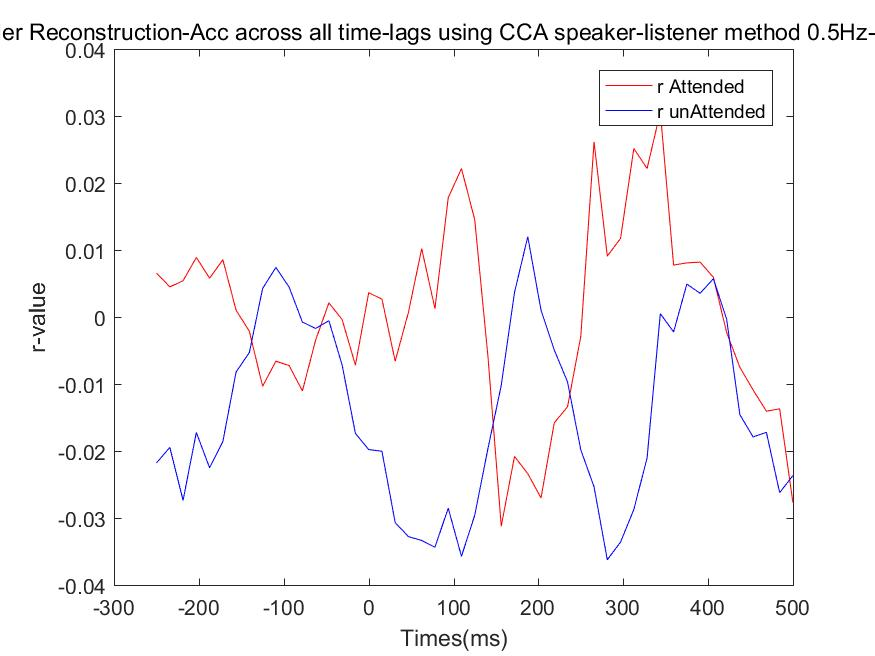 er Reconstruction-Acc across all time-lags using CCA speaker-listener method 0.5Hz-
r Attended
r unAttended
0.04
0.03
0.02
0.01
0
-0.01
-0.02
-0.03
-0.04
r-value
-300 -200 -100 0 100 200 300 400 500
Times(ms)